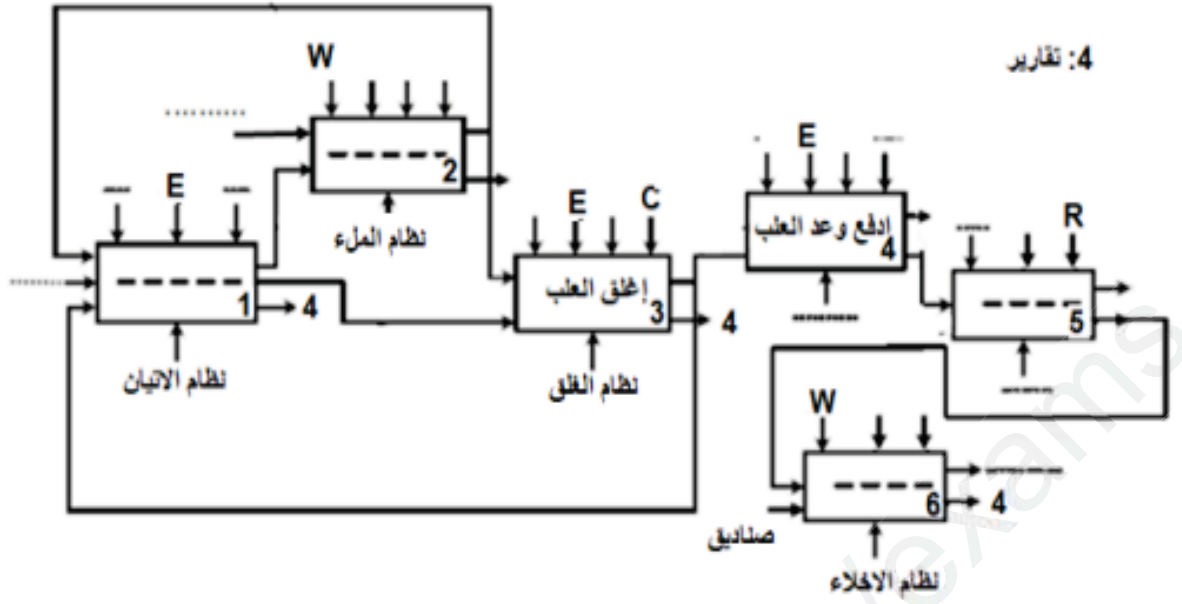 W
4: تقارير
..........
2
E
نظام الملء
E
C
E
ادفع وعد العلب
4
R
..........
1
4
نظام الاتيان
إغلق العلب
3
4
نظام الغلق
5
W
6
4
صناديق
نظام الاخلاء
exams